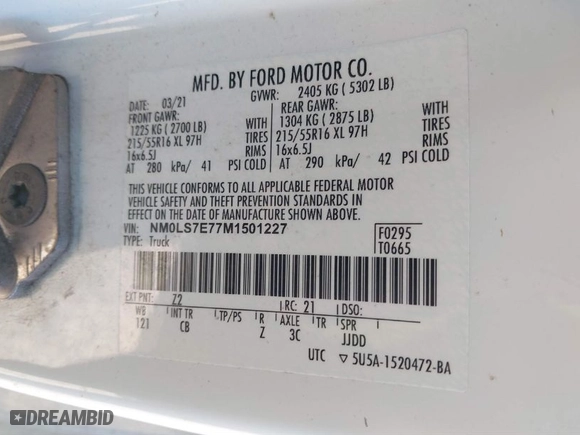 MFD. BY FORD MOTOR CO.
DATE: 03/21 GVWR: 2405 KG ( 5302 LB)
FRONT GAWR: REAR GAWR:
1225 KG ( 2700 LB) WITH 1304 KG ( 2875 LB) WITH
215/55R16 XL 97H TIRES 215/55R16 XL 97H TIRES
16x6.5J RIMS 16x6.5J RIMS
AT 280 kPa/ 41 PSI COLD AT 290 kPa/ 42 PSI COLD
THIS VEHICLE CONFORMS TO ALL APPLICABLE FEDERAL MOTOR
VEHICLE SAFETY AND THEFT PREVENTION STANDARDS IN
EFFECT ON THE DATE OF MANUFACTURE SHOWN ABOVE.
VIN: NM0LS7E77M1501227 F0295
TYPE: Truck T0665
EXT PNT: Z2 RC: 21 DSO:
WB INT TR TP/PS R AXLE TR SPR
121 CB Z 3C JJDD
UTC ▽ 5U5A-1520472-BA
DREAMBID